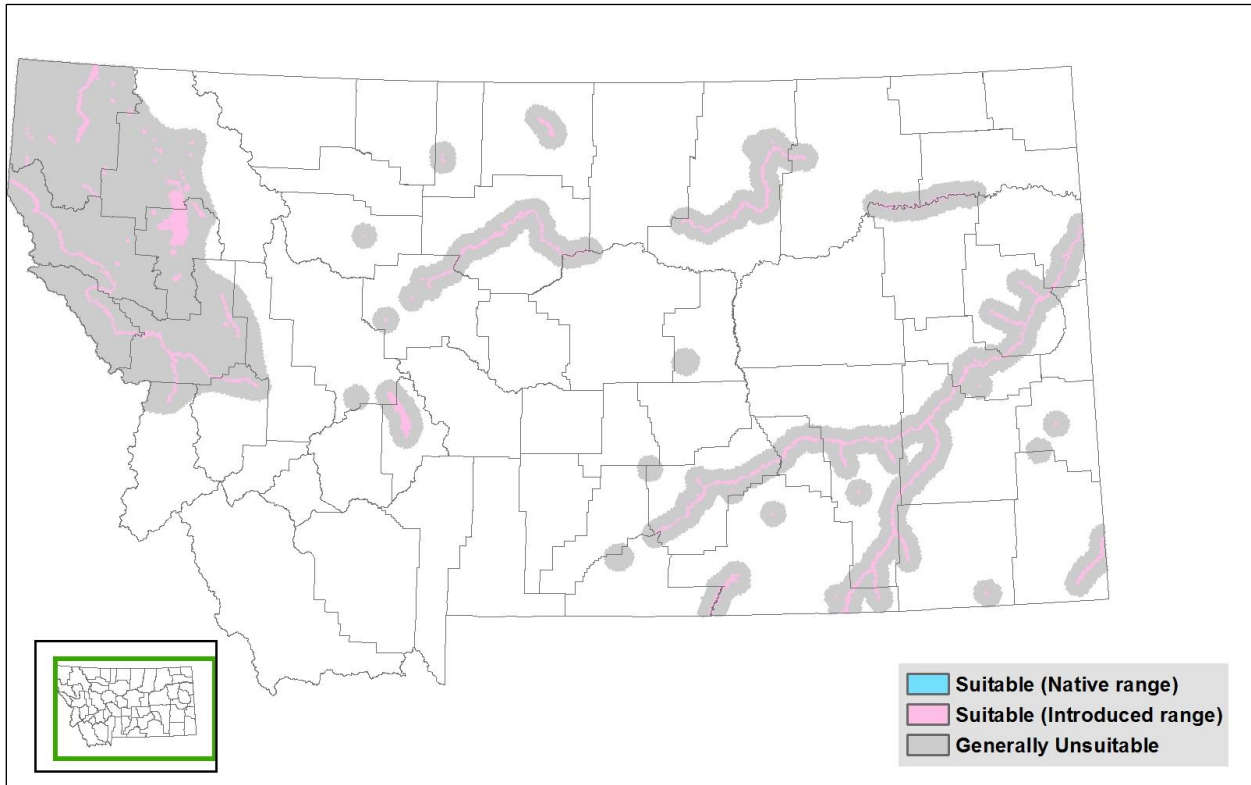 Suitable (Native range)
Suitable (Introduced range)
Generally Unsuitable